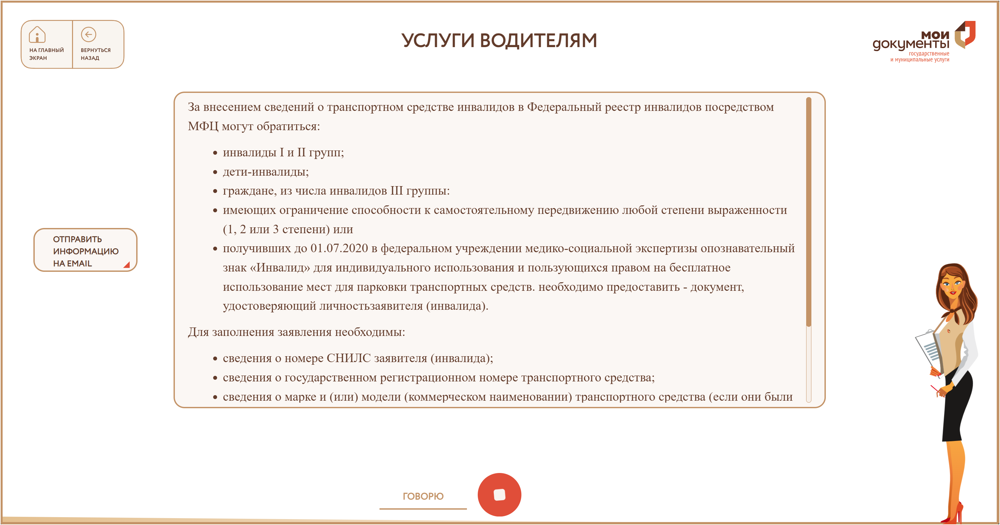 НА ГЛАВНЫЙ
ЭКРАН
ВЕРНУТЬСЯ
НАЗАД
УСЛУГИ ВОДИТЕЛЯМ
мои
документы
государственные
и муниципальные услуги
За внесением сведений о транспортном средстве инвалидов в Федеральный реестр инвалидов посредством
МФЦ могут обратиться:
• инвалиды I и II групп;
• дети-инвалиды;
• граждане, из числа инвалидов III группы:
• имеющих ограничение способности к самостоятельному передвижению любой степени выраженности
(1, 2 или 3 степени) или
• получивших до 01.07.2020 в федеральном учреждении медико-социальной экспертизы опознавательный
знак «Инвалид» для индивидуального использования и пользующихся правом на бесплатное
использование мест для парковки транспортных средств. необходимо предоставить - документ,
удостоверяющий личностьзаявителя (инвалида).
Для заполнения заявления необходимы:
• сведения о номере СНИЛС заявителя (инвалида);
• сведения о государственном регистрационном номере транспортного средства;
• сведения о марке и (или) модели (коммерческом наименовании) транспортного средства (если они были
ОТПРАВИТЬ
ИНФОРМАЦИЮ
НА EMAIL
ГОВОРЮ